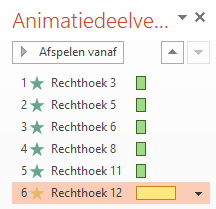 Animatiedeelve...
Afspelen vanaf
1 Rechthoek 3
2 Rechthoek 5
3 Rechthoek 6
4 Rechthoek 8
5 Rechthoek 11
6 Rechthoek 12